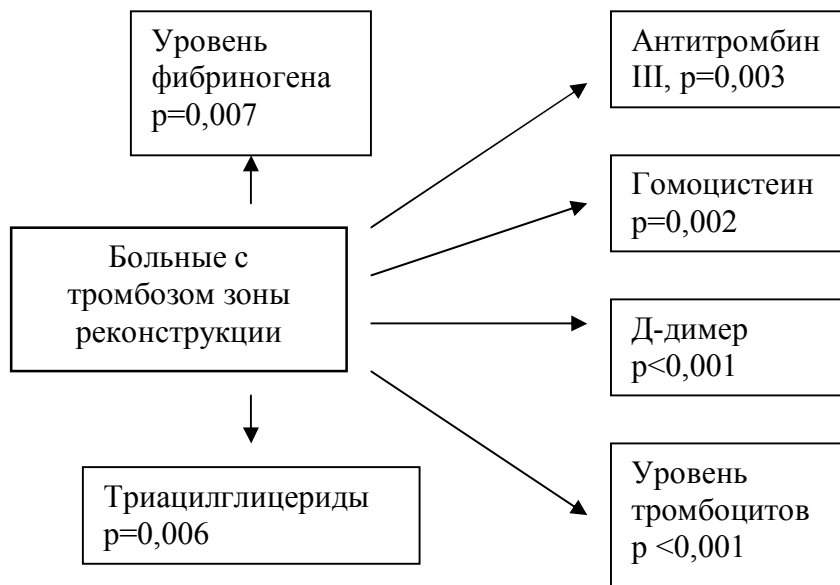 Уровень
фибриногена
р=0,007
Антитромбин
III, р=0,003
Гомоцистеин
р=0,002
Больные с
тромбозом зоны
реконструкции
Д-димер
р<0,001
Триацилглицериды
р=0,006
Уровень
тромбоцитов
р <0,001